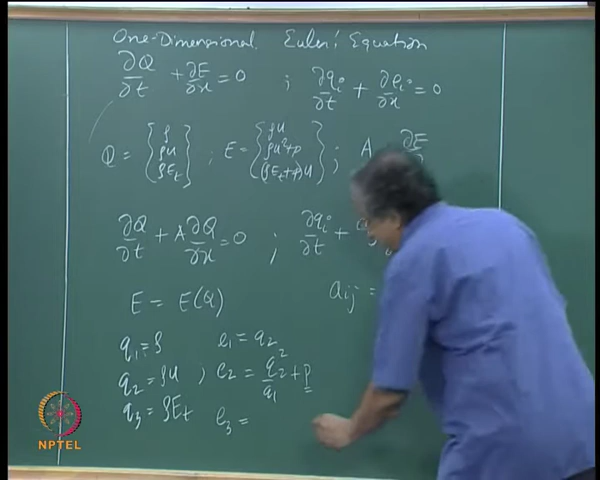 One-Dimensional Euler's Equation
∂Q/∂t + ∂E/∂x = 0 ; ∂qᵢ/∂t + ∂eᵢ/∂x = 0
Q = {ρ ρu ρEₜ} ; E = {ρu ρu²+p (ρEₜ+p)u} ; A ∂E
∂Q/∂t + A ∂Q/∂x = 0 ; ∂qᵢ/∂t +
E = E(Q) aᵢⱼ =
q₁ = ρ e₁ = q₂
q₂ = ρu ; e₂ = q₂²/q₁ + p
q₃ = ρEₜ e₃ =
NPTEL